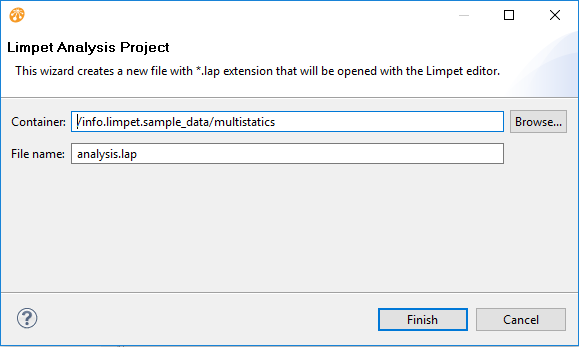 Limpet Analysis Project
This wizard creates a new file with *.lap extension that will be opened with the Limpet editor.
Container: /info.limpet.sample_data/multistatics Browse...
File name: analysis.lap
? Finish Cancel